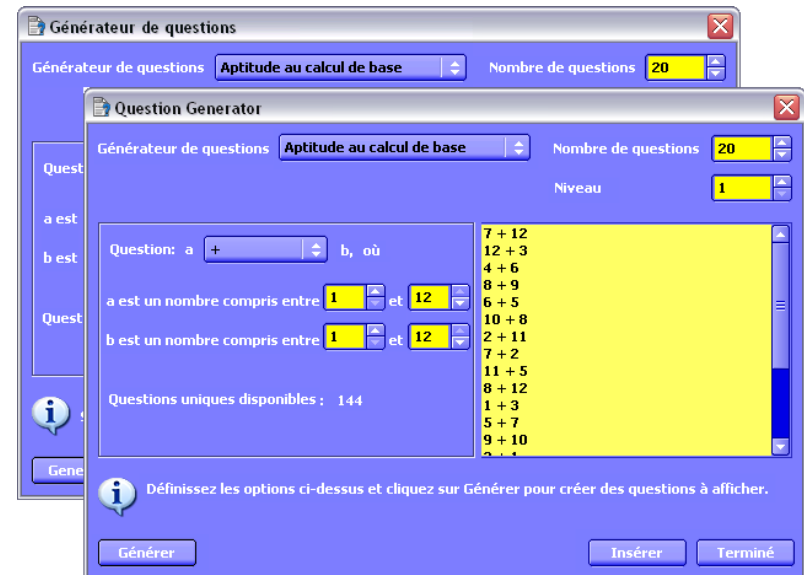 Générateur de questions
Générateur de questions Aptitude au calcul de base Nombre de questions 20
Quest
a est
b est
Quest
Gene
Question Generator
Générateur de questions Aptitude au calcul de base Nombre de questions 20
Niveau 1
Question: a + b, où
a est un nombre compris entre 1 et 12
b est un nombre compris entre 1 et 12
Questions uniques disponibles : 144
7 + 12
12 + 3
4 + 6
8 + 9
6 + 5
10 + 8
2 + 11
7 + 2
11 + 5
8 + 12
1 + 3
5 + 7
9 + 10
Définissez les options ci-dessus et cliquez sur Générer pour créer des questions à afficher.
Générer Insérer Terminé